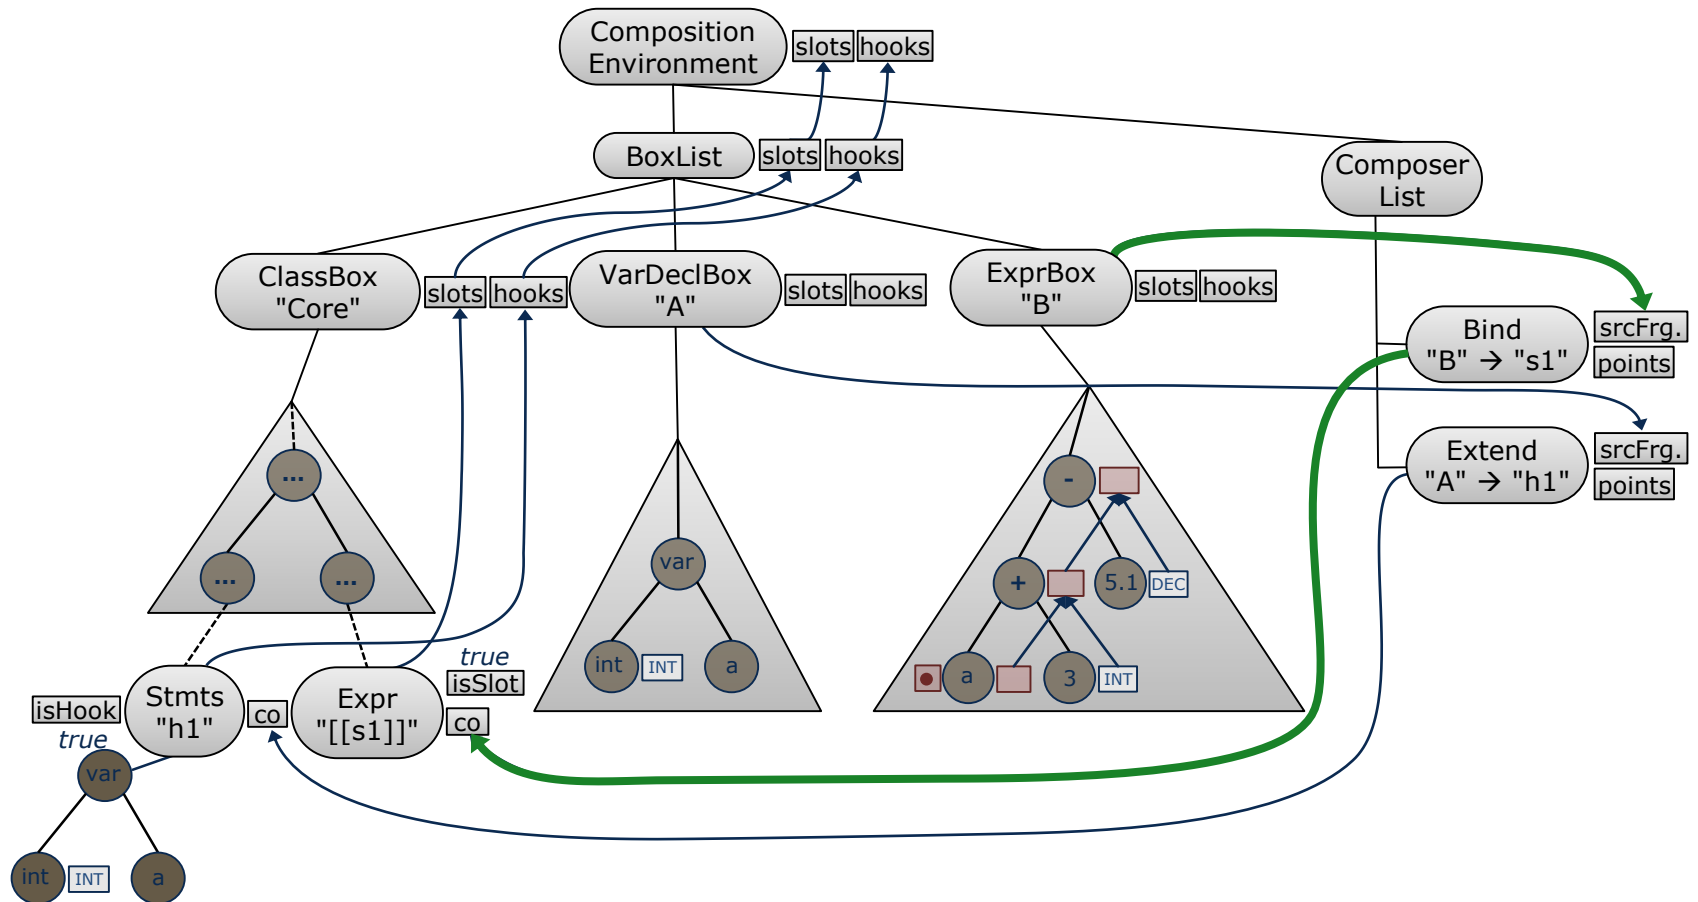 Composition
Environment
slots hooks
BoxList
slots hooks
Composer
List
ClassBox
"Core"
slots hooks
VarDeclBox
"A"
slots hooks
ExprBox
"B"
slots hooks
Bind
"B" → "s1"
srcFrg.
points
Extend
"A" → "h1"
srcFrg.
points
...
... ...
var
int INT a
-
+ 5.1 DEC
a 3 INT
isHook
true
Stmts
"h1"
co
Expr
"[[s1]]"
true
isSlot
co
var
int INT a